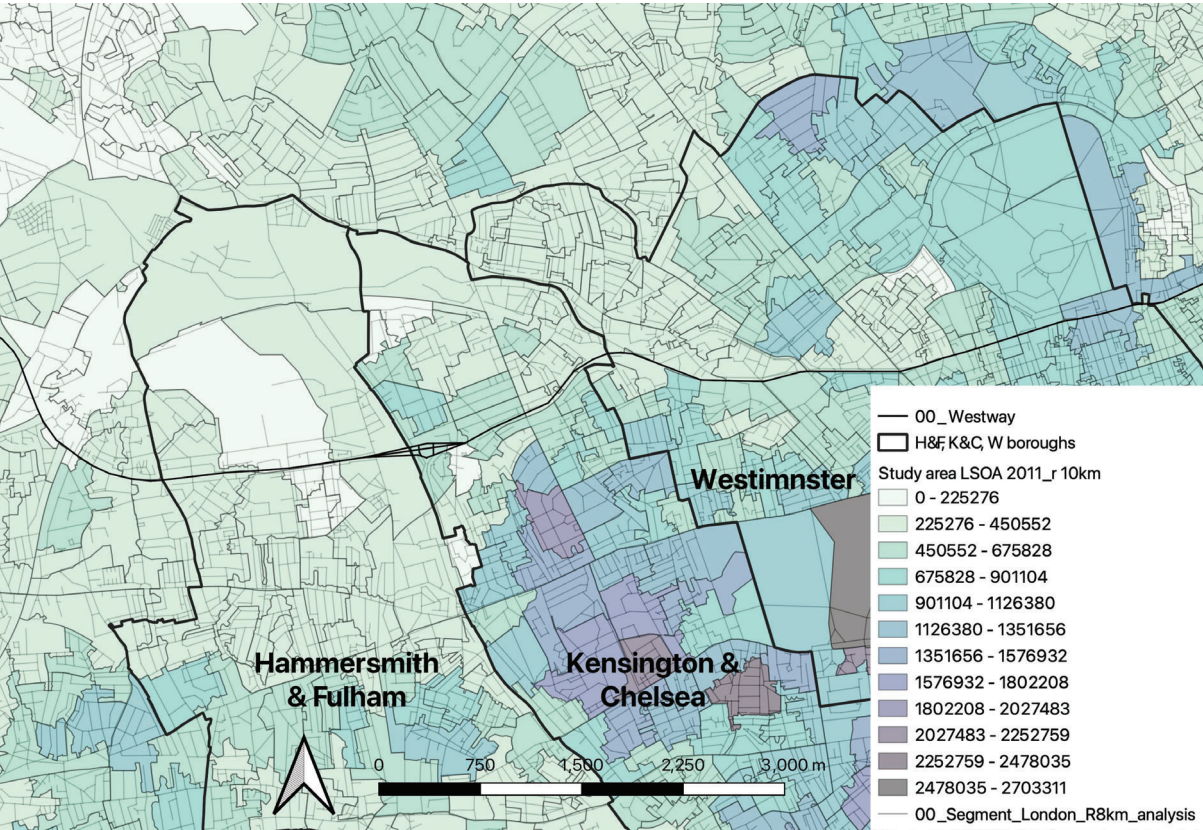 00_Westway
H&F, K&C, W boroughs
Study area LSOA 2011_r 10km
0 - 225276
225276 - 450552
450552 - 675828
675828 - 901104
901104 - 1126380
1126380 - 1351656
1351656 - 1576932
1576932 - 1802208
1802208 - 2027483
2027483 - 2252759
2252759 - 2478035
2478035 - 2703311
00_Segment_London_R8km_analysis
Westimnster
Hammersmith
& Fulham
Kensington &
Chelsea
0 750 1,500 2,250 3,000 m